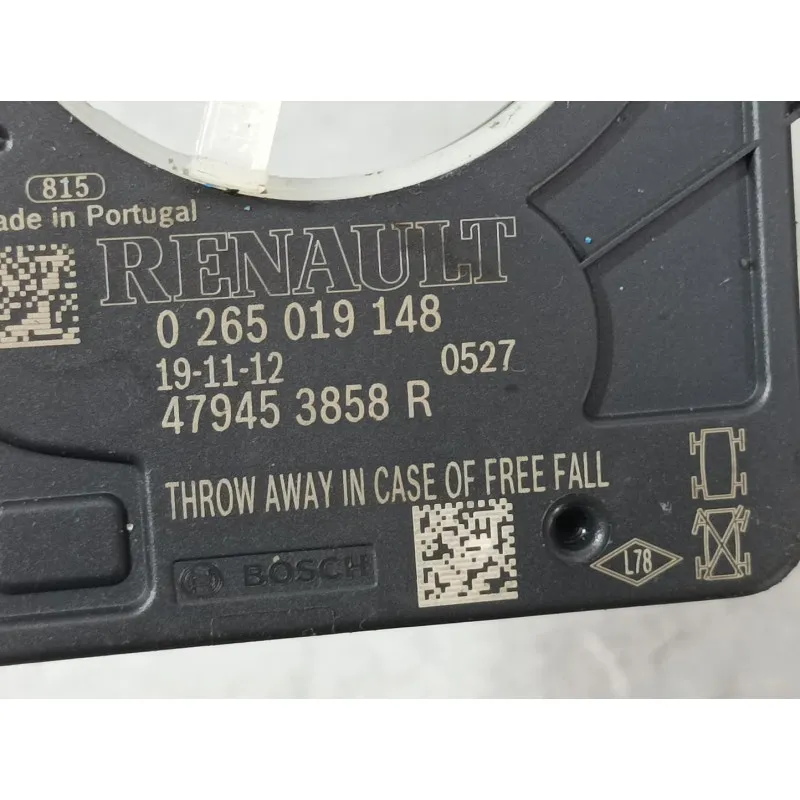 815
ade in Portugal
RENAULT
0 265 019 148
19-11-12 0527
47945 3858 R
THROW AWAY IN CASE OF FREE FALL
BOSCH
L78